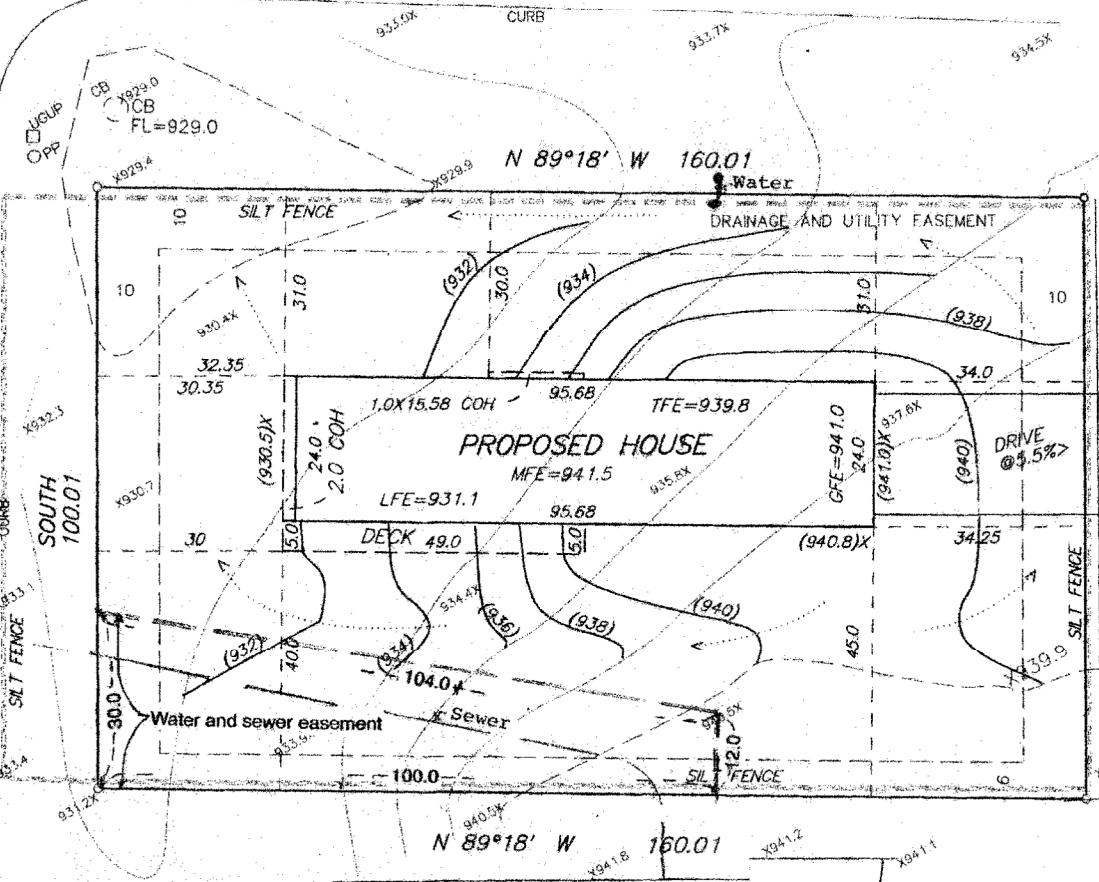 933.9X
CURB
933.7X
934.5X
CB
X929.0
UGUP
CB
FL=929.0
PP
X929.4
X929.9
N 89°18' W 160.01
Water
10
SILT FENCE
DRAINAGE AND UTILITY EASEMENT
(932)
30.0
(934)
10
31.0
31.0
10
930.4X
(938)
32.35
30.35
34.0
1.0X15.58 COH
95.68
TFE=939.8
X932.3
(930.5)X
24.0
2.0 COH
PROPOSED HOUSE
MFE=941.5
GFE=941.0
24.0
(941.0)X
937.8X
(940)
DRIVE
@5.5%>
935.8X
X930.7
LFE=931.1
95.68
CURB
SOUTH
100.01
30
5.0
DECK 49.0
5.0
(940.8)X
34.25
933.1
934.4X
(936)
(938)
(940)
SILT FENCE
(932)
40.0
(934)
45.0
939.9
SILT FENCE
104.0
30.0
Water and sewer easement
Sewer
12.0
933.4
100.0
SILT FENCE
6
931.2X
940.5X
N 89°18' W 160.01
X941.8
X941.2
X941.1